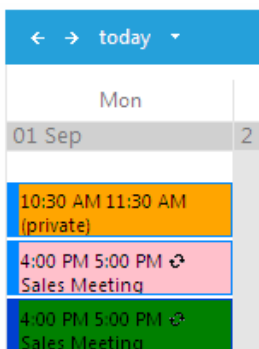 today
Mon
01 Sep
2
10:30 AM 11:30 AM
(private)
4:00 PM 5:00 PM
Sales Meeting
4:00 PM 5:00 PM
Sales Meeting